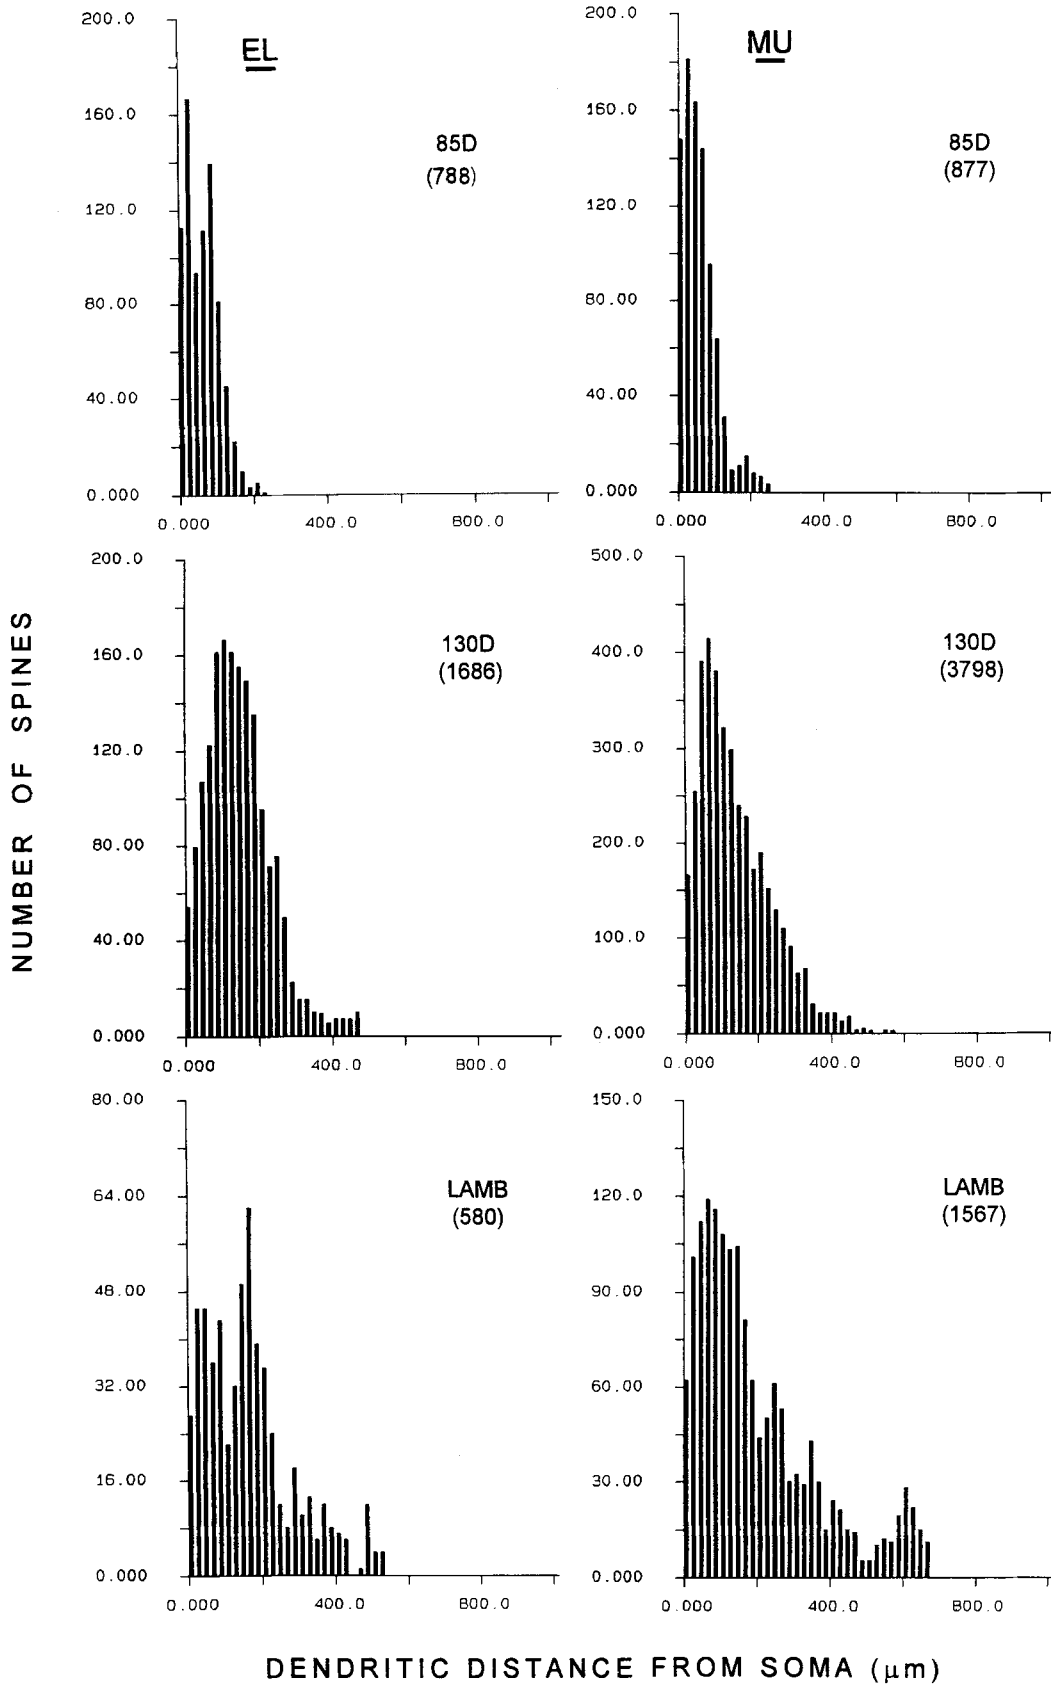 NUMBER OF SPINES
EL
200.0
160.0
120.0
80.00
40.00
0.000
85D
(788)
0.000 400.0 800.0
MU
200.0
160.0
120.0
80.00
40.00
0.000
85D
(877)
0.000 400.0 800.0
200.0
160.0
120.0
80.00
40.00
0.000
130D
(1686)
0.000 400.0 800.0
500.0
400.0
300.0
200.0
100.0
0.000
130D
(3798)
0.000 400.0 800.0
80.00
64.00
48.00
32.00
16.00
0.000
LAMB
(580)
0.000 400.0 800.0
150.0
120.0
90.00
60.00
30.00
0.000
LAMB
(1567)
0.000 400.0 800.0
DENDRITIC DISTANCE FROM SOMA (μm)